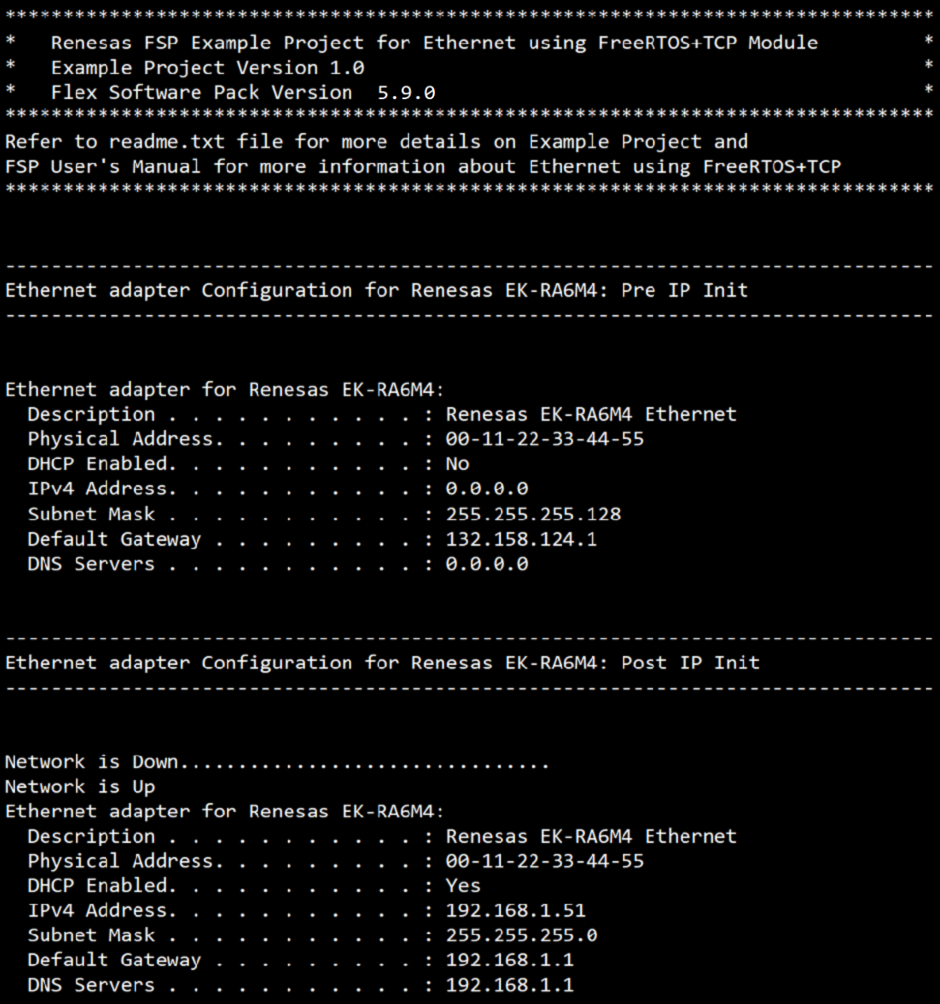 ********************************************************************************
*   Renesas FSP Example Project for Ethernet using FreeRTOS+TCP Module         *
*   Example Project Version 1.0                                                *
*   Flex Software Pack Version  5.9.0                                          *
********************************************************************************
Refer to readme.txt file for more details on Example Project and
FSP User's Manual for more information about Ethernet using FreeRTOS+TCP
********************************************************************************
--------------------------------------------------------------------------------
Ethernet adapter Configuration for Renesas EK-RA6M4: Pre IP Init
--------------------------------------------------------------------------------
Ethernet adapter for Renesas EK-RA6M4:
  Description . . . . . . . . . . . : Renesas EK-RA6M4 Ethernet
  Physical Address. . . . . . . . . : 00-11-22-33-44-55
  DHCP Enabled. . . . . . . . . . . : No
  IPv4 Address. . . . . . . . . . . : 0.0.0.0
  Subnet Mask . . . . . . . . . . . : 255.255.255.128
  Default Gateway . . . . . . . . . : 132.158.124.1
  DNS Servers . . . . . . . . . . . : 0.0.0.0
--------------------------------------------------------------------------------
Ethernet adapter Configuration for Renesas EK-RA6M4: Post IP Init
--------------------------------------------------------------------------------
Network is Down................................
Network is Up
Ethernet adapter for Renesas EK-RA6M4:
  Description . . . . . . . . . . . : Renesas EK-RA6M4 Ethernet
  Physical Address. . . . . . . . . : 00-11-22-33-44-55
  DHCP Enabled. . . . . . . . . . . : Yes
  IPv4 Address. . . . . . . . . . . : 192.168.1.51
  Subnet Mask . . . . . . . . . . . : 255.255.255.0
  Default Gateway . . . . . . . . . : 192.168.1.1
  DNS Servers . . . . . . . . . . . : 192.168.1.1